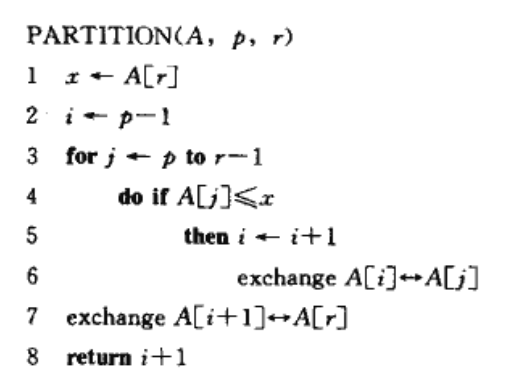 PARTITION(A, p, r)
1 x ← A[r]
2 i ← p−1
3 for j ← p to r−1
4 do if A[j]⩽x
5 then i ← i+1
6 exchange A[i]↔A[j]
7 exchange A[i+1]↔A[r]
8 return i+1